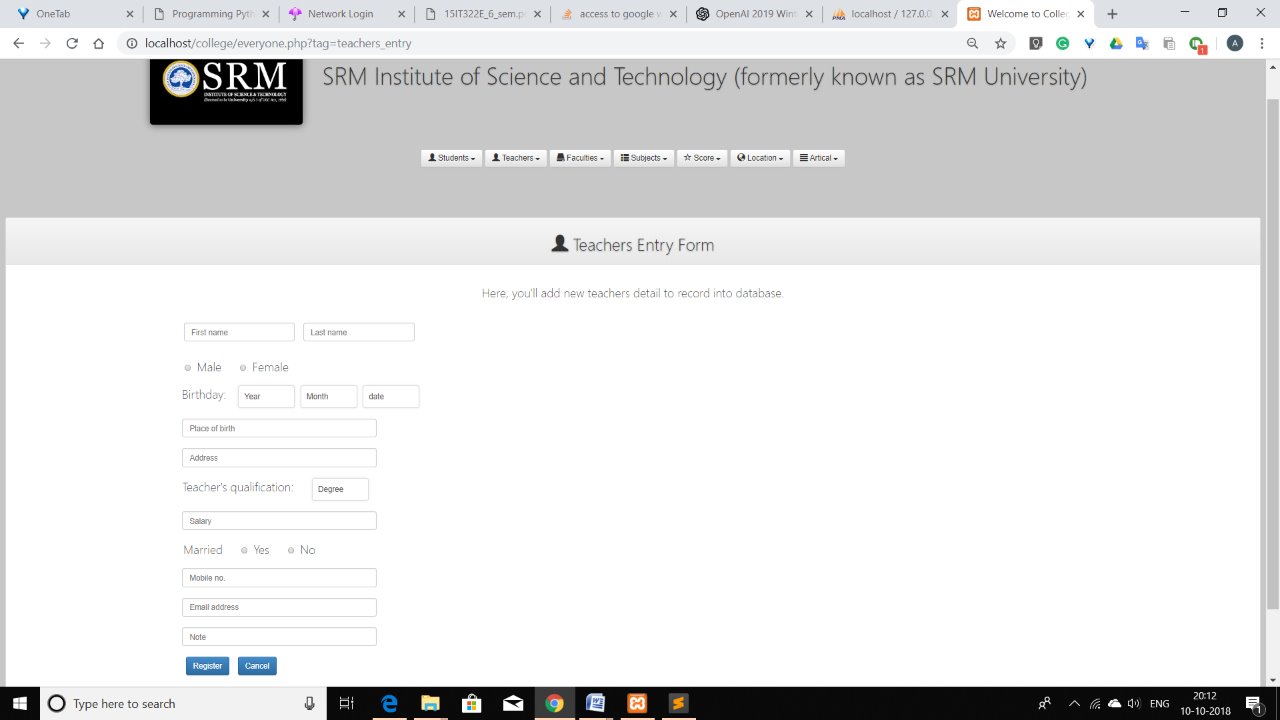 OneTab
Programming Pyth
Network Login
15IT322E_6_sem.p
access to google w
OpenAI 2019 Wint
localhost / 127.0.0
Welcome to Colleg
localhost/college/everyone.php?tag=teachers_entry
A
1
SRM
INSTITUTE OF SCIENCE & TECHNOLOGY
SRM Institute of Science and Technology (formerly known as SRM University)
Students
Teachers
Faculties
Subjects
Score
Location
Artical
Teachers Entry Form
Here, you'll add new teachers detail to record into database.
First name
Last name
Male
Female
Birthday:
Year
Month
date
Place of birth
Address
Teacher's qualification:
Degree
Salary
Married
Yes
No
Mobile no.
Email address
Note
Register
Cancel
Type here to search
ENG
20:12
10-10-2018
1